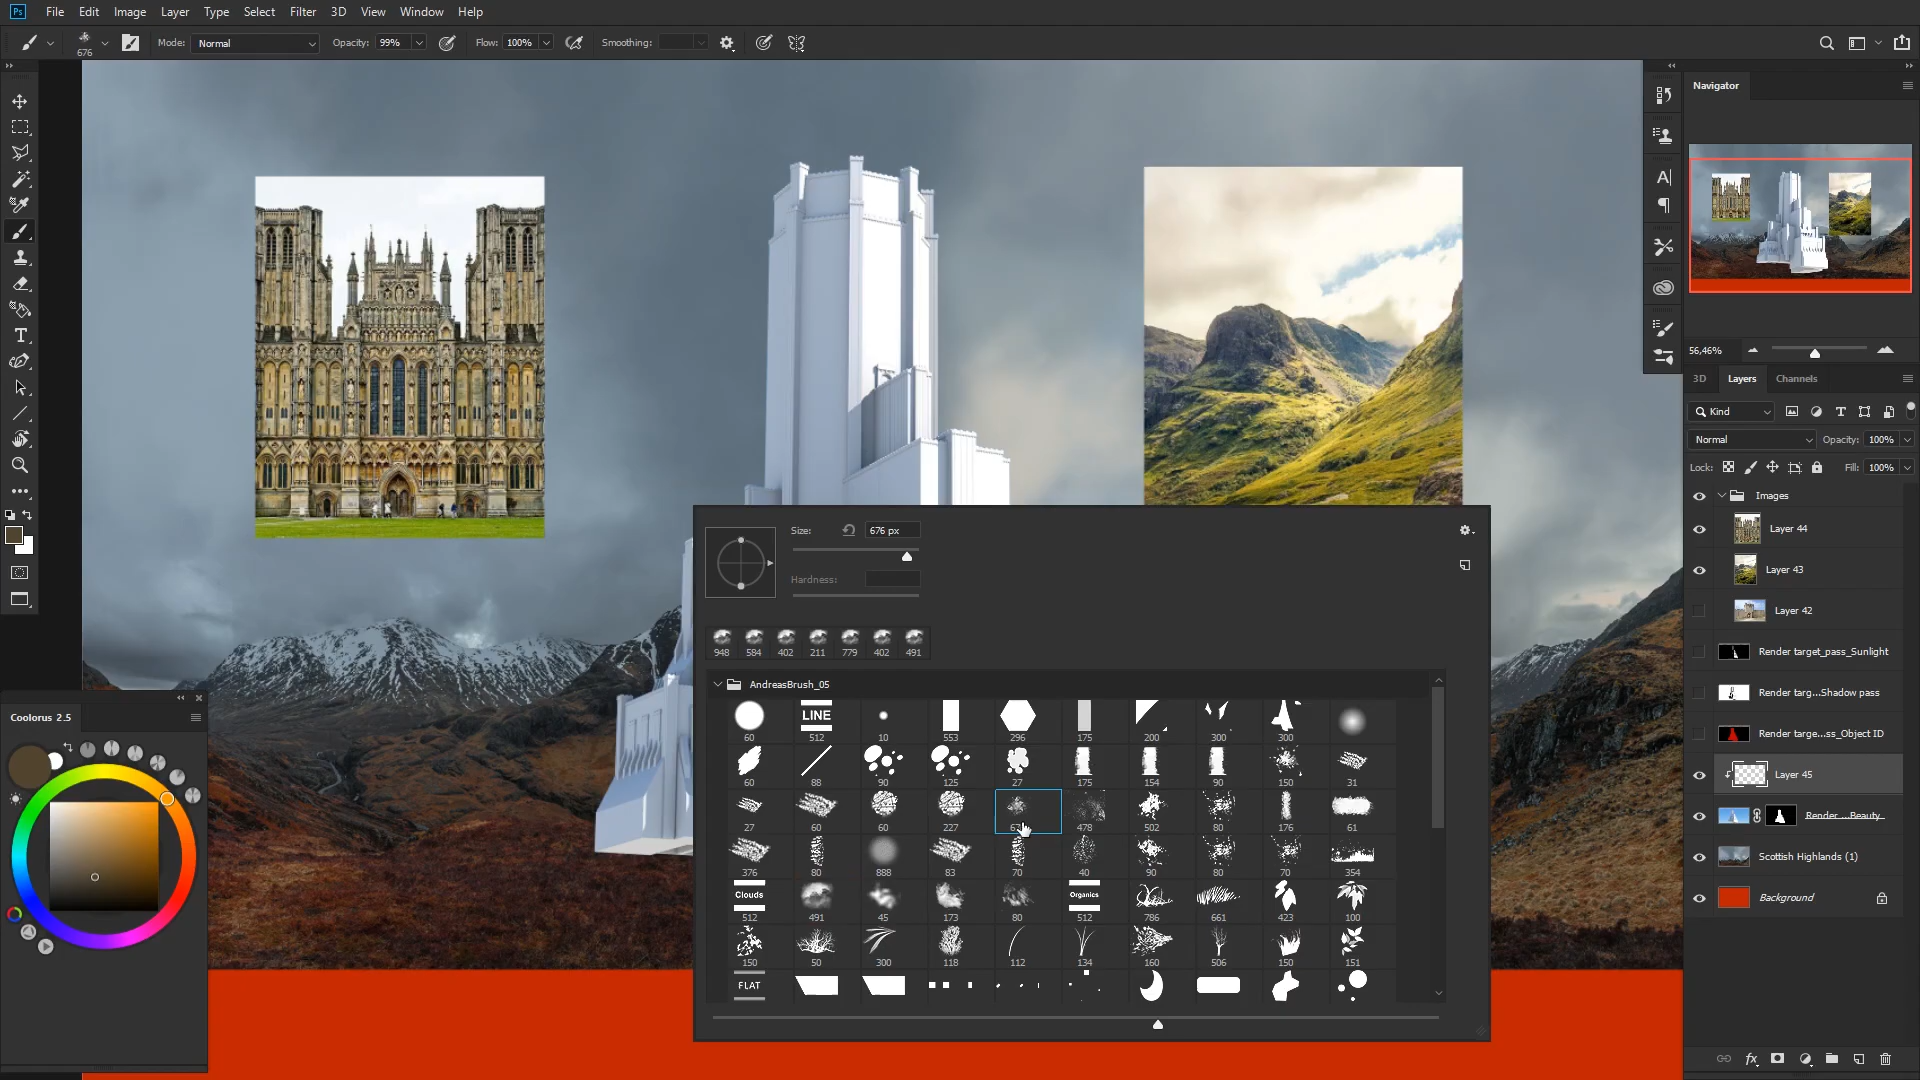 Ps File Edit Image Layer Type Select Filter 3D View Window Help
676 Mode: Normal Opacity: 99% Flow: 100% Smoothing:
Navigator
56,46%
3D Layers Channels
Kind
Normal Opacity: 100%
Lock: Fill: 100%
Images
Layer 44
Layer 43
Layer 42
Render target_pass_Sunlight
Render targ...Shadow pass
Render targe...ss_Object ID
Layer 45
Render ...Beauty
Scottish Highlands (1)
Background
Coolorus 2.5
Size: 676 px
Hardness:
948 584 402 211 779 402 491
AndreasBrush_05
LINE
60 512 10 553 296 175 200 300 300
60 88 90 125 27 175 154 90 150 31
27 60 60 227 478 502 80 176 61
376 80 888 83 70 40 90 80 70 354
Clouds Organics
512 491 45 173 80 512 786 661 423 100
150 50 300 118 112 134 160 506 150 151
FLAT